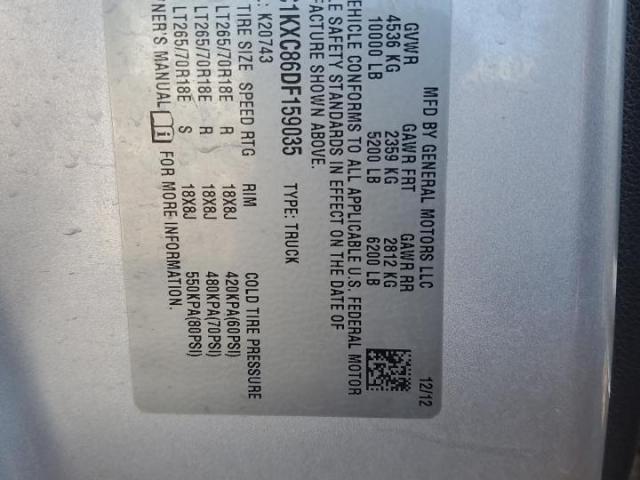 MFD BY GENERAL MOTORS LLC 12/12
GVWR GAWR FRT GAWR RR
4536 KG 2359 KG 2812 KG
10000 LB 5200 LB 6200 LB
VEHICLE CONFORMS TO ALL APPLICABLE U.S. FEDERAL MOTOR
SAFETY STANDARDS IN EFFECT ON THE DATE OF
SHOWN ABOVE.
1KXC86DF159035 TYPE: TRUCK
: K20743
TIRE SIZE SPEED RTG RIM COLD TIRE PRESSURE
LT265/70R18E R 18X8J 420KPA(60PSI)
LT265/70R18E R 18X8J 480KPA(70PSI)
LT265/70R18E S 18X8J 550KPA(80PSI)
MANUAL i FOR MORE INFORMATION.